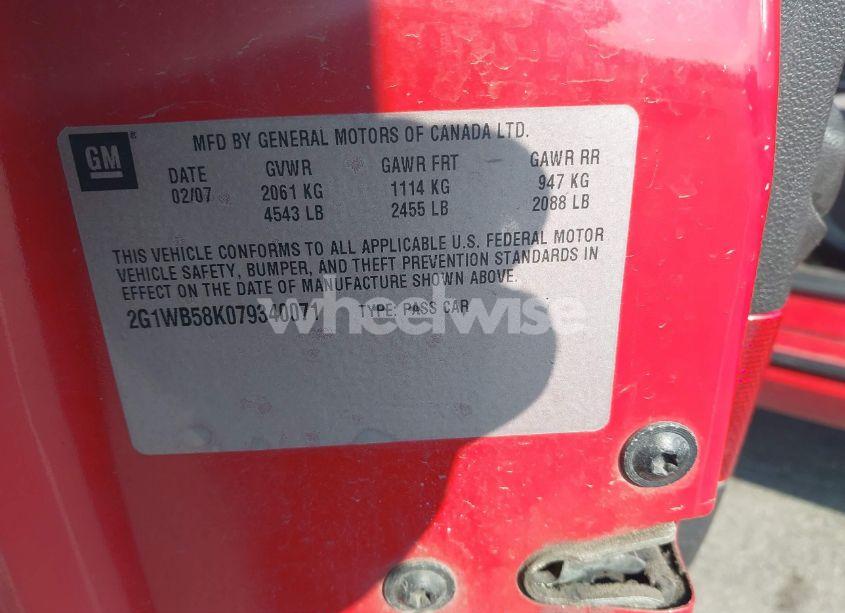 GM
MFD BY GENERAL MOTORS OF CANADA LTD.
DATE GVWR GAWR FRT GAWR RR
02/07 2061 KG 1114 KG 947 KG
4543 LB 2455 LB 2088 LB
THIS VEHICLE CONFORMS TO ALL APPLICABLE U.S. FEDERAL MOTOR
VEHICLE SAFETY, BUMPER, AND THEFT PREVENTION STANDARDS IN
EFFECT ON THE DATE OF MANUFACTURE SHOWN ABOVE.
2G1WB58K079340071 TYPE: PASS CAR
wheelwise